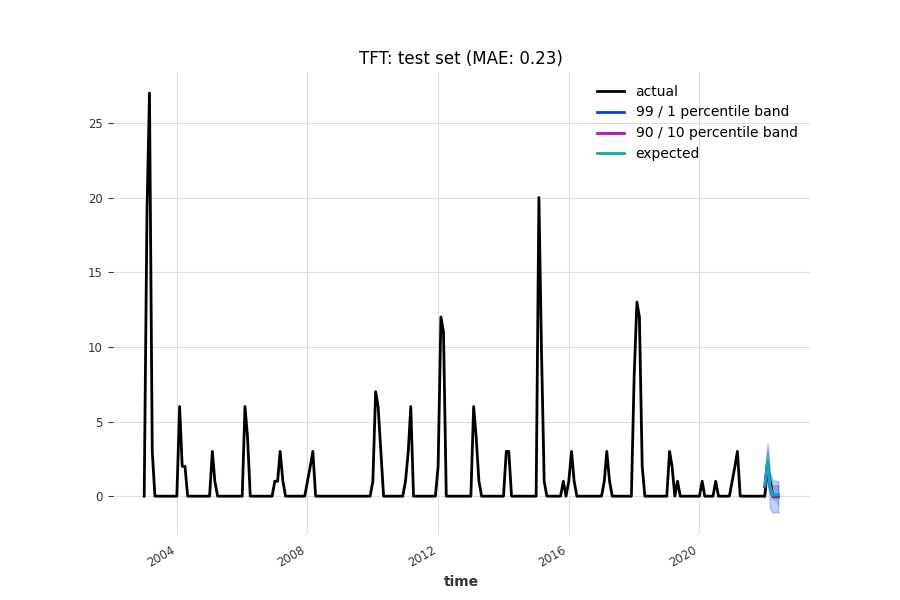 TFT: test set (MAE: 0.23)
actual
99 / 1 percentile band
90 / 10 percentile band
expected
25
20
15
10
5
0
2004
2008
2012
2016
2020
time